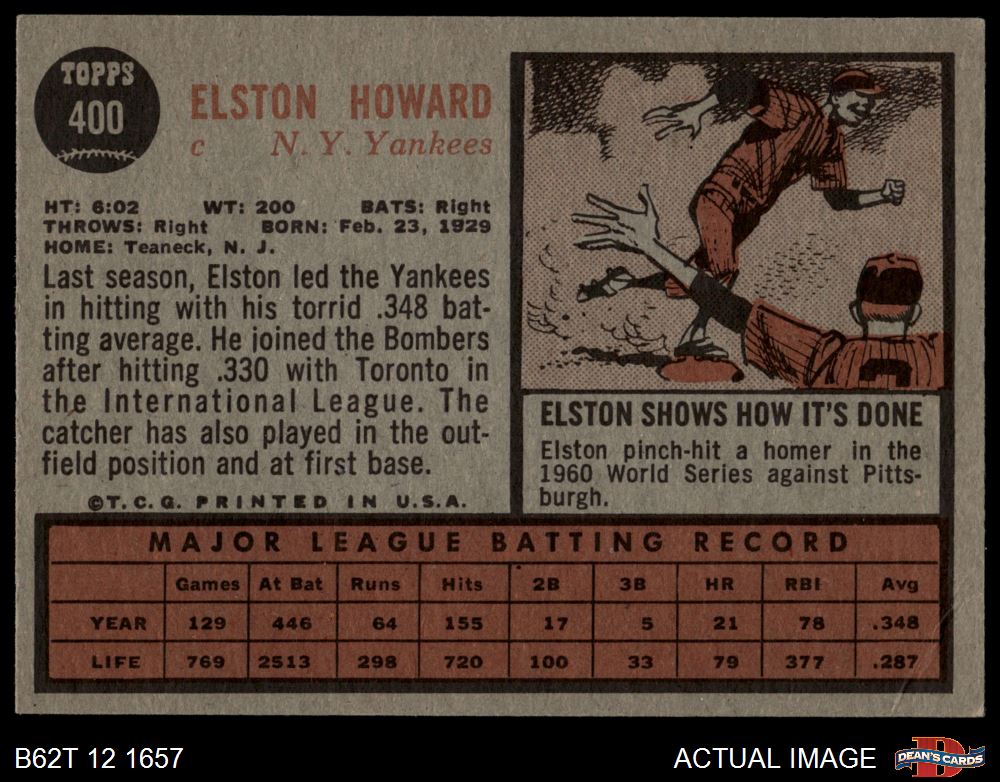 TOPPS
400
ELSTON HOWARD
c N. Y. Yankees
HT: 6:02 WT: 200 BATS: Right
THROWS: Right BORN: Feb. 23, 1929
HOME: Teaneck, N. J.
Last season, Elston led the Yankees
in hitting with his torrid .348 bat-
ting average. He joined the Bombers
after hitting .330 with Toronto in
the International League. The
catcher has also played in the out-
field position and at first base.
©T. C. G. PRINTED IN U.S.A.
ELSTON SHOWS HOW IT'S DONE
Elston pinch-hit a homer in the
1960 World Series against Pitts-
burgh.
MAJOR LEAGUE BATTING RECORD
Games At Bat Runs Hits 2B 3B HR RBI Avg
YEAR 129 446 64 155 17 5 21 78 .348
LIFE 769 2513 298 720 100 33 79 377 .287
B62T 12 1657 ACTUAL IMAGE DEAN'S CARDS